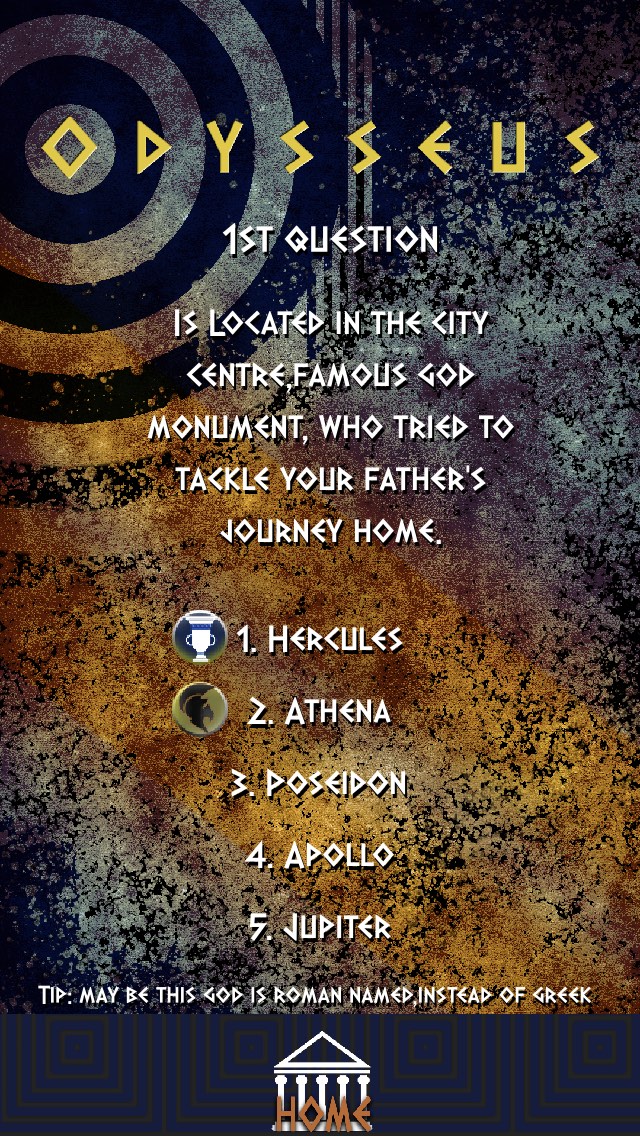 Odysseus
1st question
Is Located in the city
centre,famous god
monument, who tried to
tackle your father's
journey home.
1. Hercules
2. Athena
3. Poseidon
4. Apollo
5. Jupiter
Tip: may be this god is roman named,instead of greek
HOME